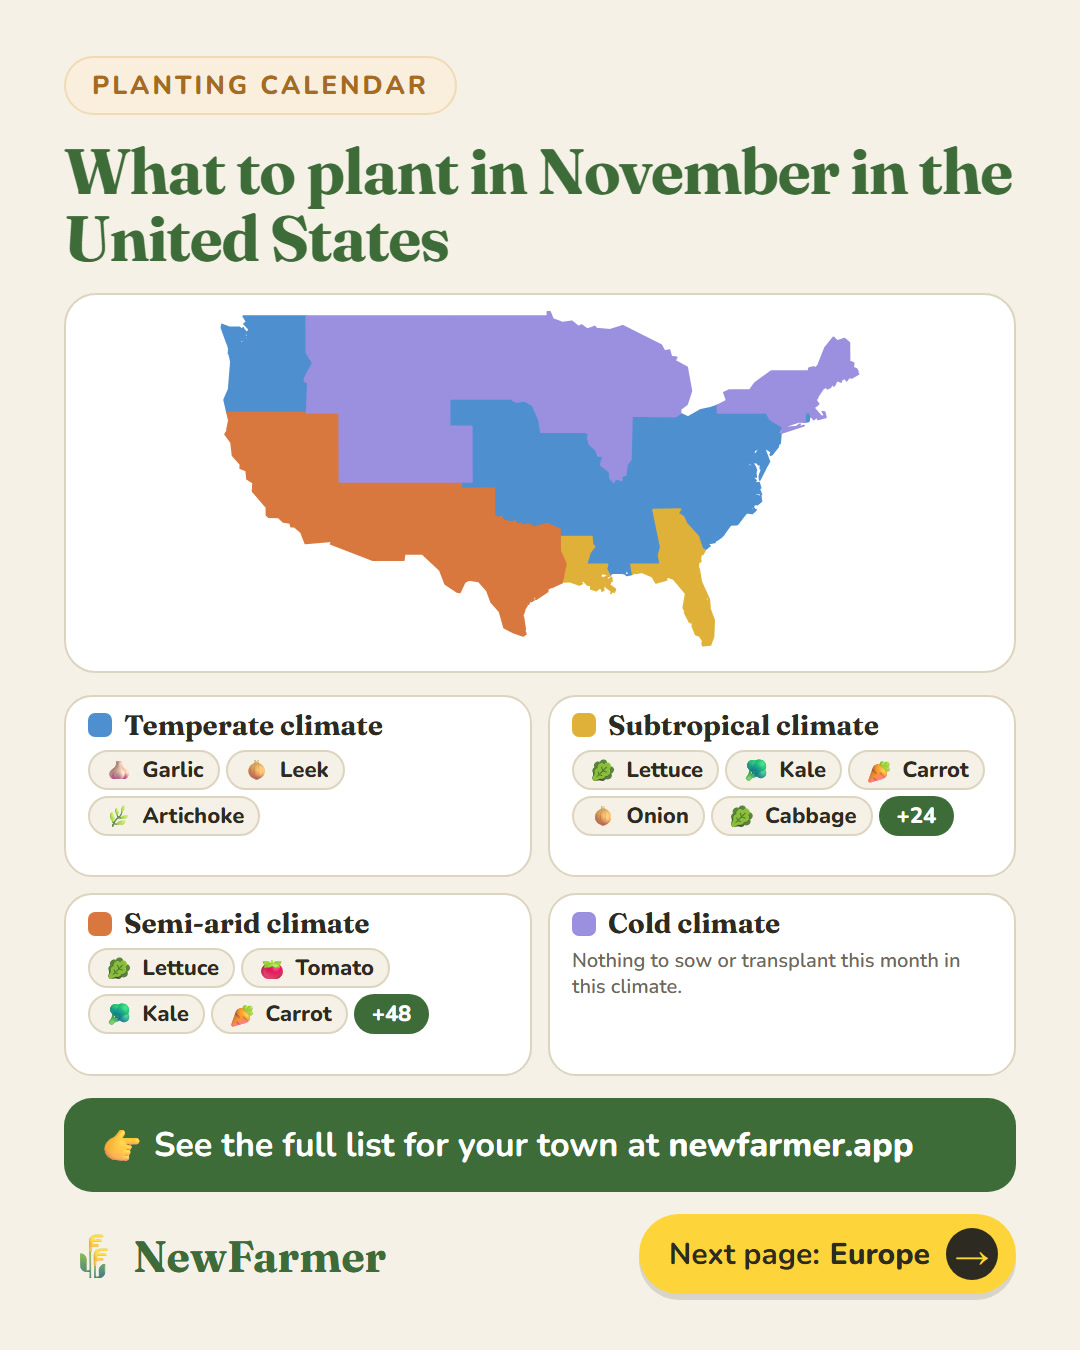 PLANTING CALENDAR
What to plant in November in the
United States
Temperate climate
Garlic
Leek
Artichoke
Subtropical climate
Lettuce
Kale
Carrot
Onion
Cabbage
+24
Semi-arid climate
Lettuce
Tomato
Kale
Carrot
+48
Cold climate
Nothing to sow or transplant this month in
this climate.
👉 See the full list for your town at newfarmer.app
NewFarmer
Next page: Europe →